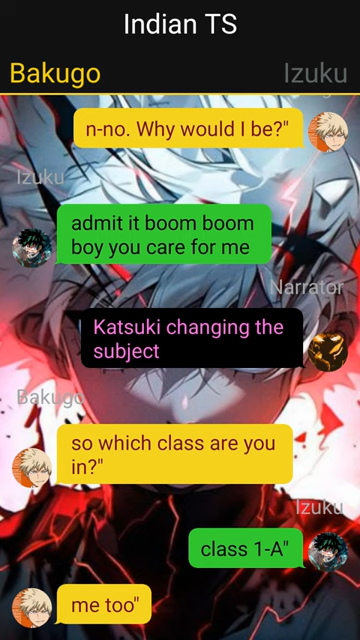 Indian TS
Bakugo Izuku
n-no. Why would I be?"
Izuku
admit it boom boom
boy you care for me
Narrator
Katsuki changing the
subject
Bakugo
so which class are you
in?"
Izuku
class 1-A"
me too"